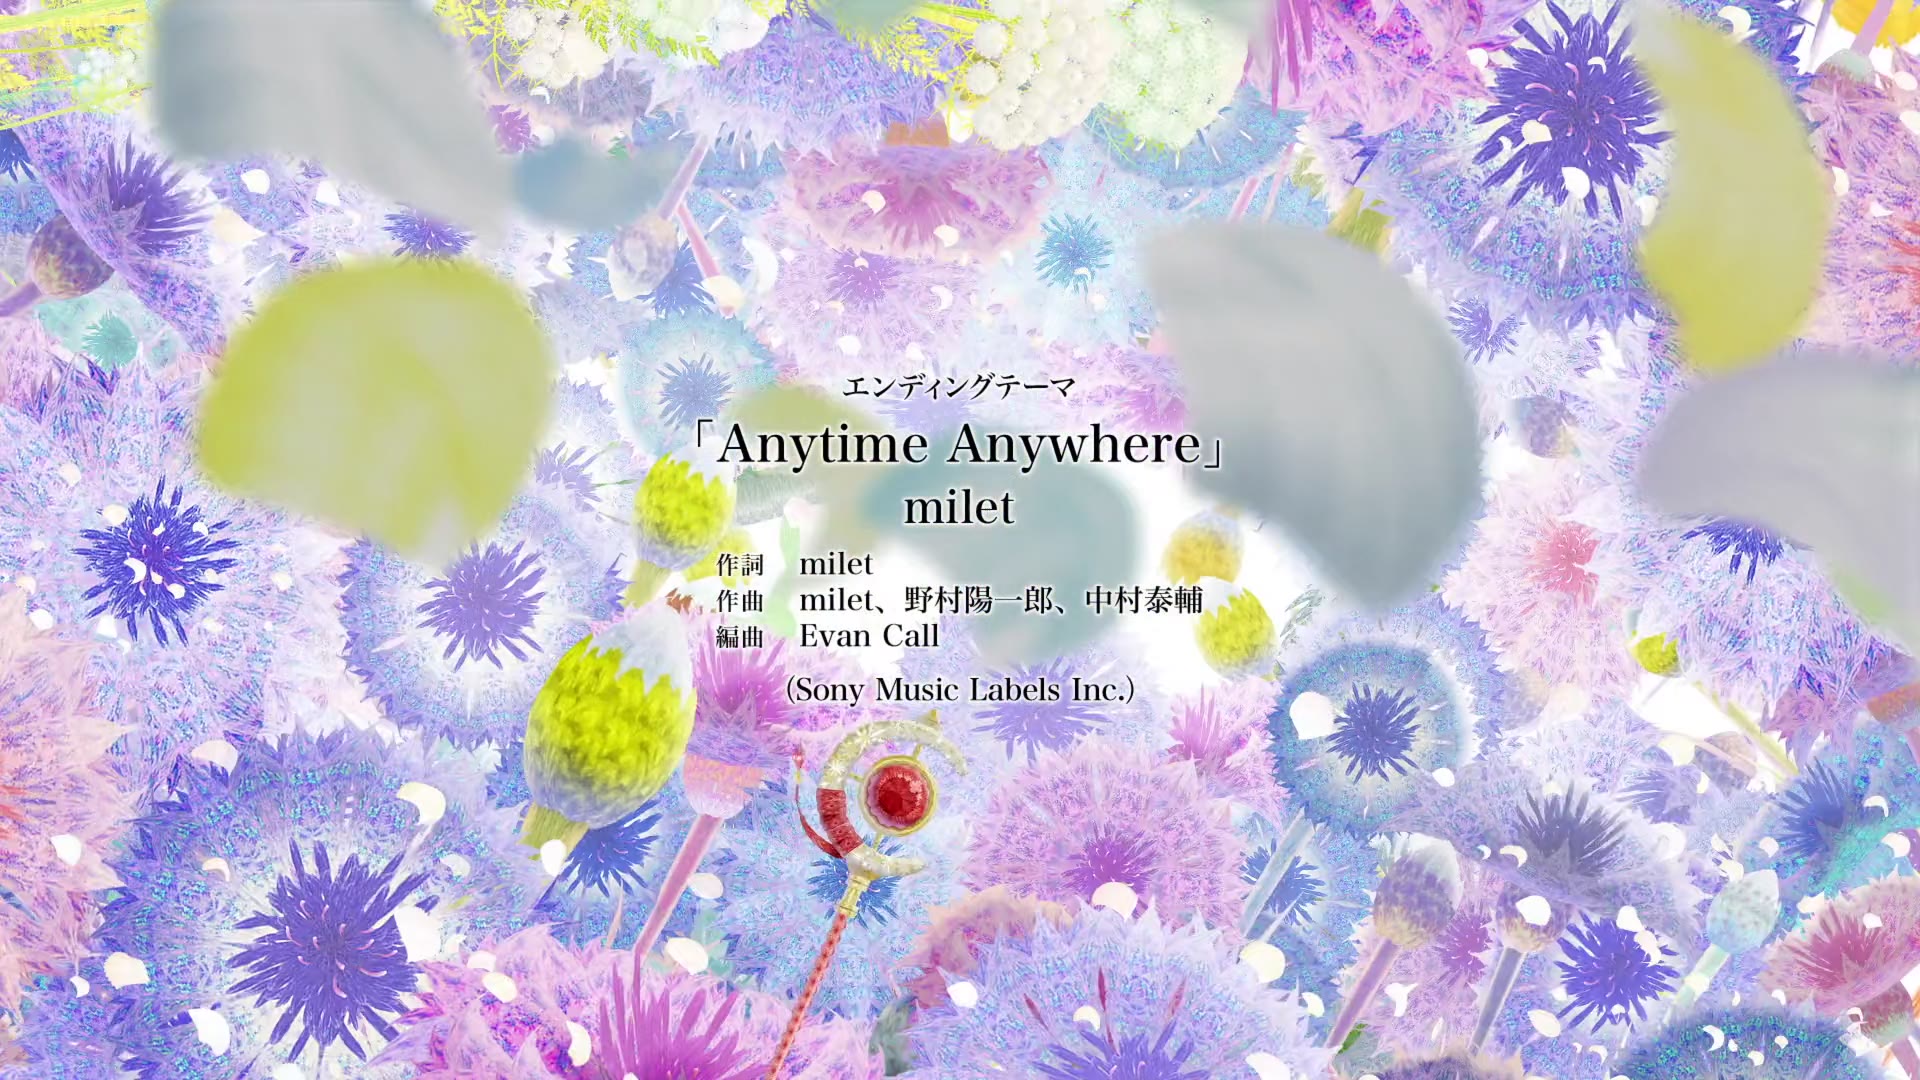 エンディングテーマ
「Anytime Anywhere」
milet
作詞 milet
作曲 milet、野村陽一郎、中村泰輔
編曲 Evan Call
(Sony Music Labels Inc.)